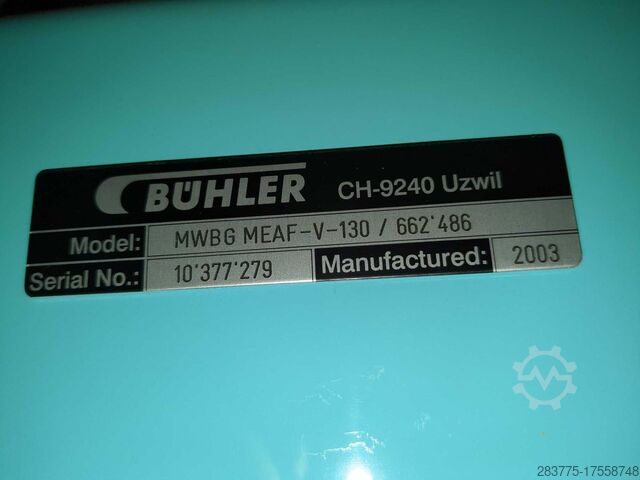 BÜHLER CH-9240 Uzwil
Model: MWBG MEAF-V-130 / 662'486
Serial No.: 10'377'279 Manufactured: 2003
283775-17558748